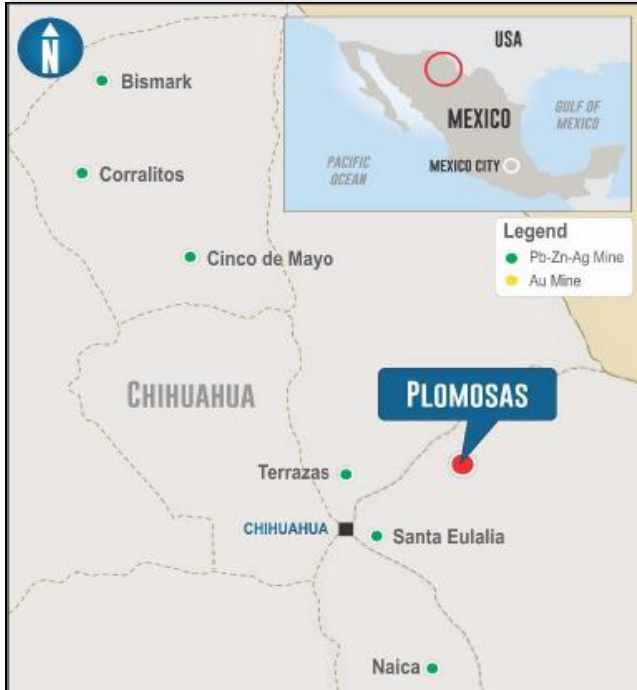 N
Bismark
Corralitos
Cinco de Mayo
USA
MEXICO
GULF OF
MEXICO
PACIFIC
OCEAN
MEXICO CITY
Legend
Pb-Zn-Ag Mine
Au Mine
CHIHUAHUA
PLOMOSAS
Terrazas
CHIHUAHUA
Santa Eulalia
Naica